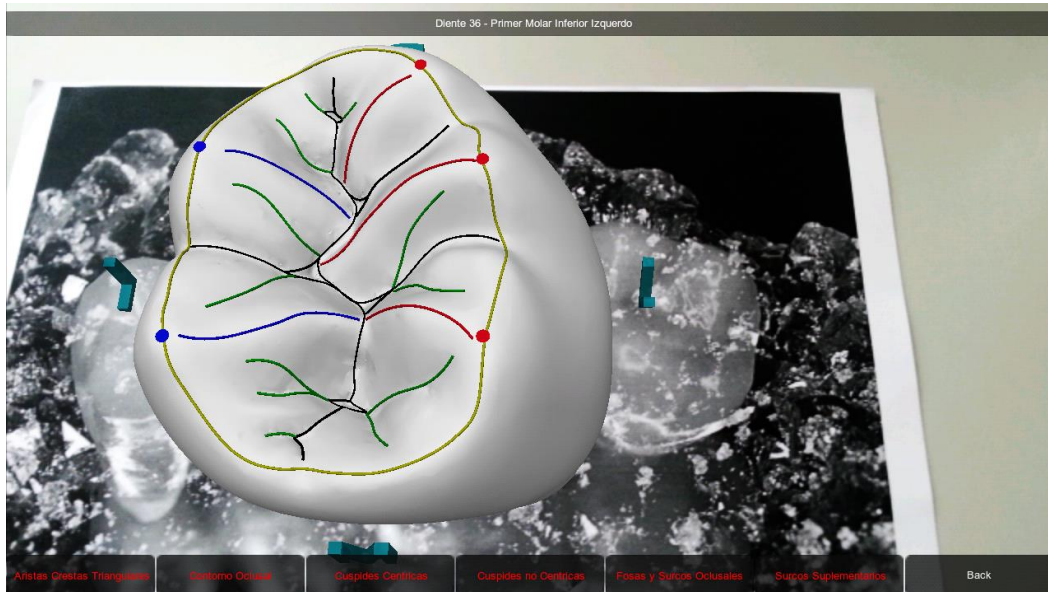 Diente 36 - Primer Molar Inferior Izquierdo
Aristas Crestas Triangulares
Contorno Oclusal
Cuspides Centricas
Cuspides no Centricas
Fosas y Surcos Oclusales
Surcos Suplementarios
Back